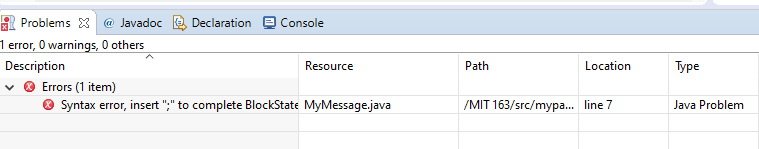 Problems @ Javadoc Declaration Console
1 error, 0 warnings, 0 others
Description Resource Path Location Type
Errors (1 item)
Syntax error, insert ";" to complete BlockState MyMessage.java /MIT 163/src/mypa... line 7 Java Problem